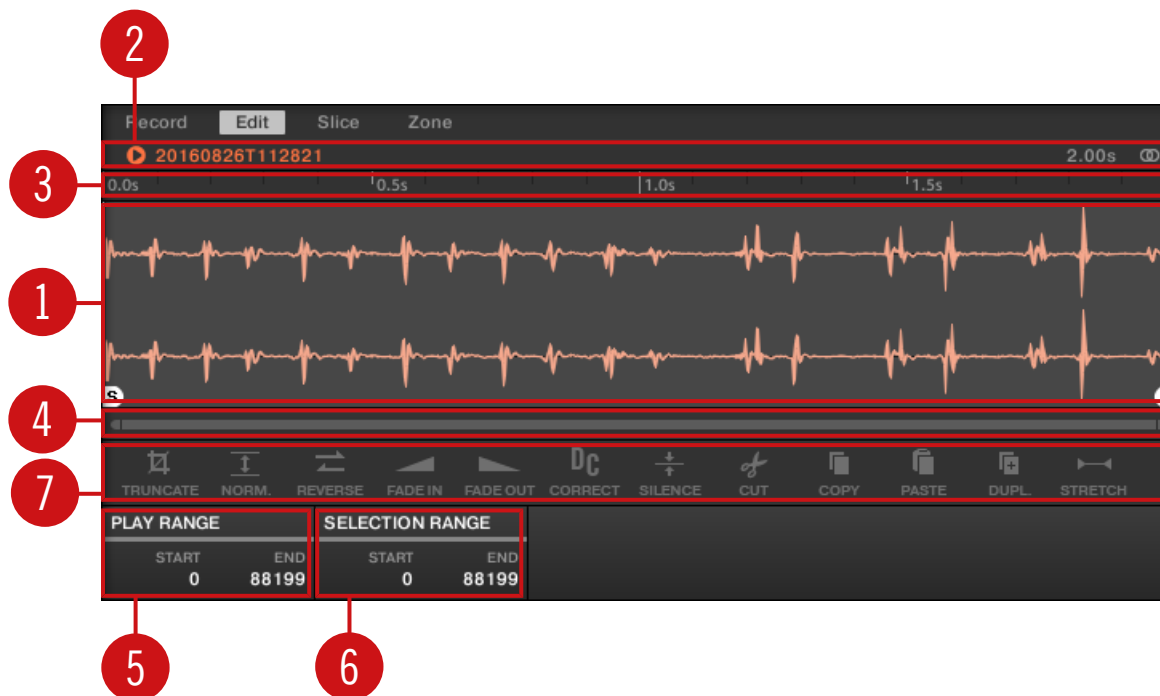 2
Record Edit Slice Zone
20160826T112821 2.00s
3
0.0s 0.5s 1.0s 1.5s
1
S
4
DC
TRUNCATE NORM. REVERSE FADE IN FADE OUT CORRECT SILENCE CUT COPY PASTE DUPL. STRETCH
7
PLAY RANGE SELECTION RANGE
START END START END
0 88199 0 88199
5 6